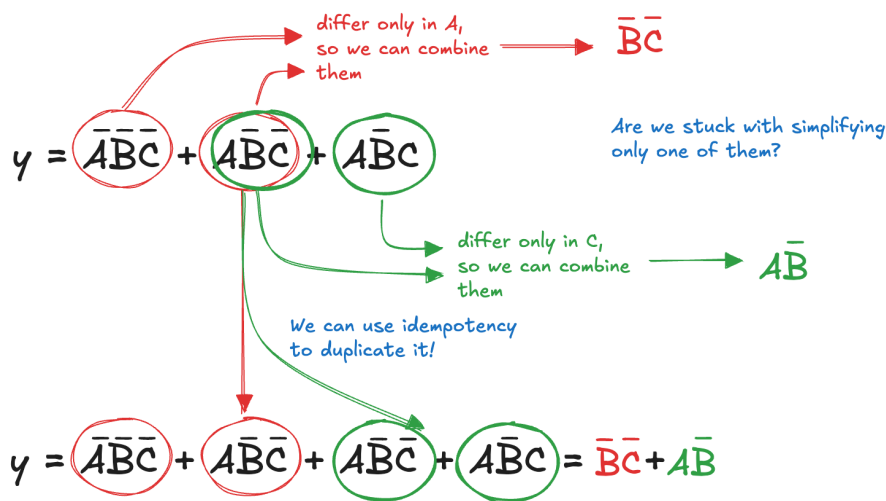 differ only in A,
so we can combine
them
B̅C̅
y = A̅B̅C̅ + AB̅C̅ + AB̅C
Are we stuck with simplifying
only one of them?
differ only in C,
so we can combine
them
AB̅
We can use idempotency
to duplicate it!
y = A̅B̅C̅ + AB̅C̅ + AB̅C̅ + AB̅C = B̅C̅ + AB̅